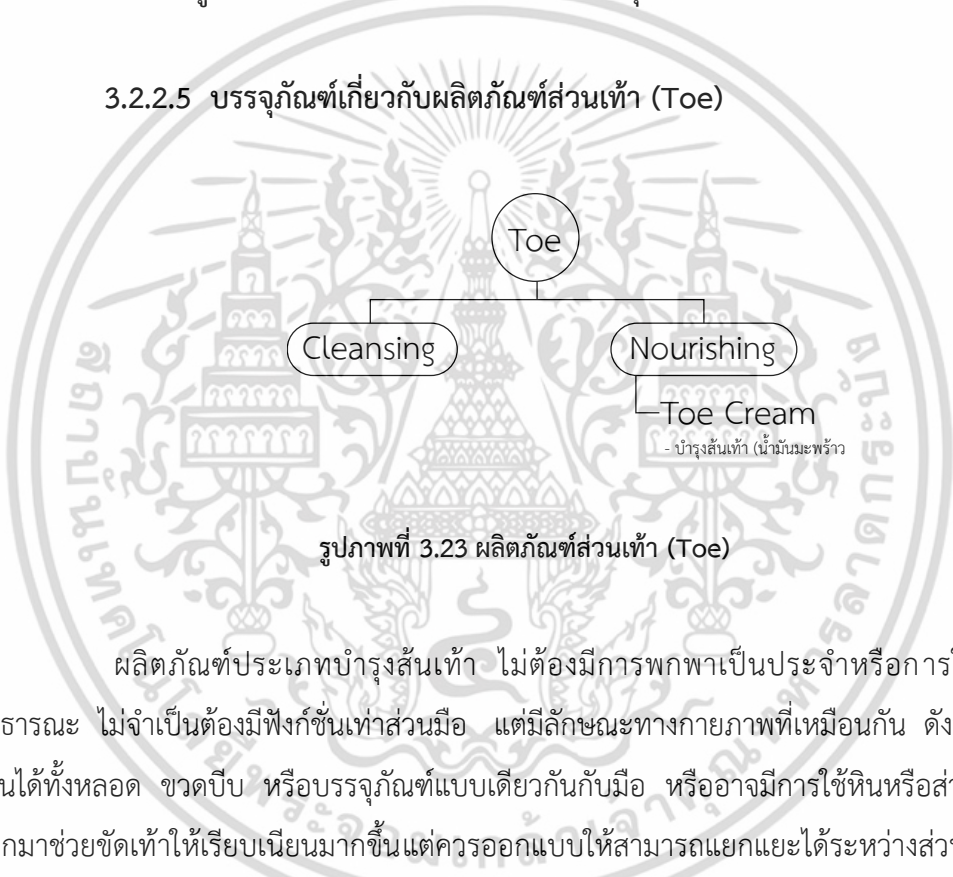 3.2.2.5 บรรจุภัณฑ์เกี่ยวกับผลิตภัณฑ์ส่วนเท้า (Toe)
Toe
Cleansing
Nourishing
Toe Cream
- บำรุงส้นเท้า (น้ำมันมะพร้าว
รูปภาพที่ 3.23 ผลิตภัณฑ์ส่วนเท้า (Toe)
ผลิตภัณฑ์ประเภทบำรุงส้นเท้า ไม่ต้องมีการพกพาเป็นประจำหรือการใ
ธารณะ ไม่จำเป็นต้องมีฟังก์ชั่นเท่าส่วนมือ แต่มีลักษณะทางกายภาพที่เหมือนกัน ดัง
นได้ทั้งหลอด ขวดบีบ หรือบรรจุภัณฑ์แบบเดียวกันกับมือ หรืออาจมีการใช้หินหรือส่ว
กมาช่วยขัดเท้าให้เรียบเนียนมากขึ้นแต่ควรออกแบบให้สามารถแยกแยะได้ระหว่างส่วน